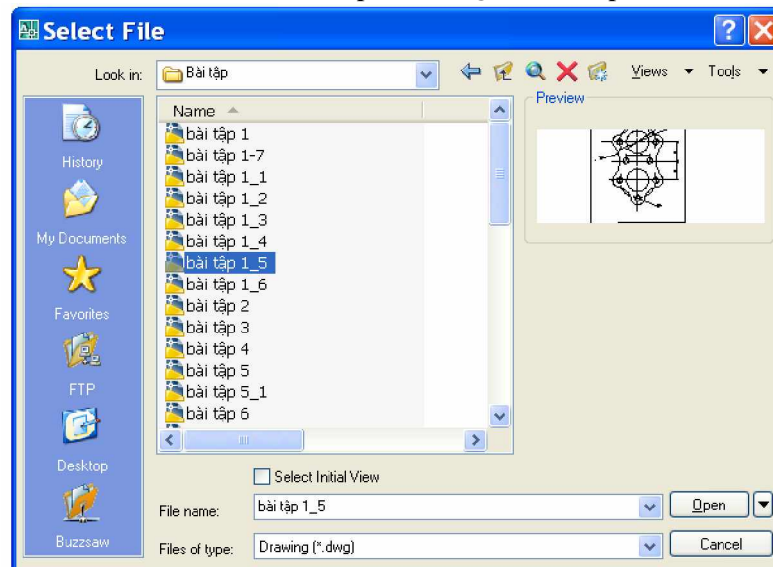 Select File
Look in: Bài tập Views Tools
History
My Documents
Favorites
FTP
Desktop
Buzzsaw
Name
bài tập 1
bài tập 1-7
bài tập 1_1
bài tập 1_2
bài tập 1_3
bài tập 1_4
bài tập 1_5
bài tập 1_6
bài tập 2
bài tập 3
bài tập 4
bài tập 5
bài tập 5_1
bài tập 6
Preview
Select Initial View
File name: bài tập 1_5 Open
Files of type: Drawing (*.dwg) Cancel